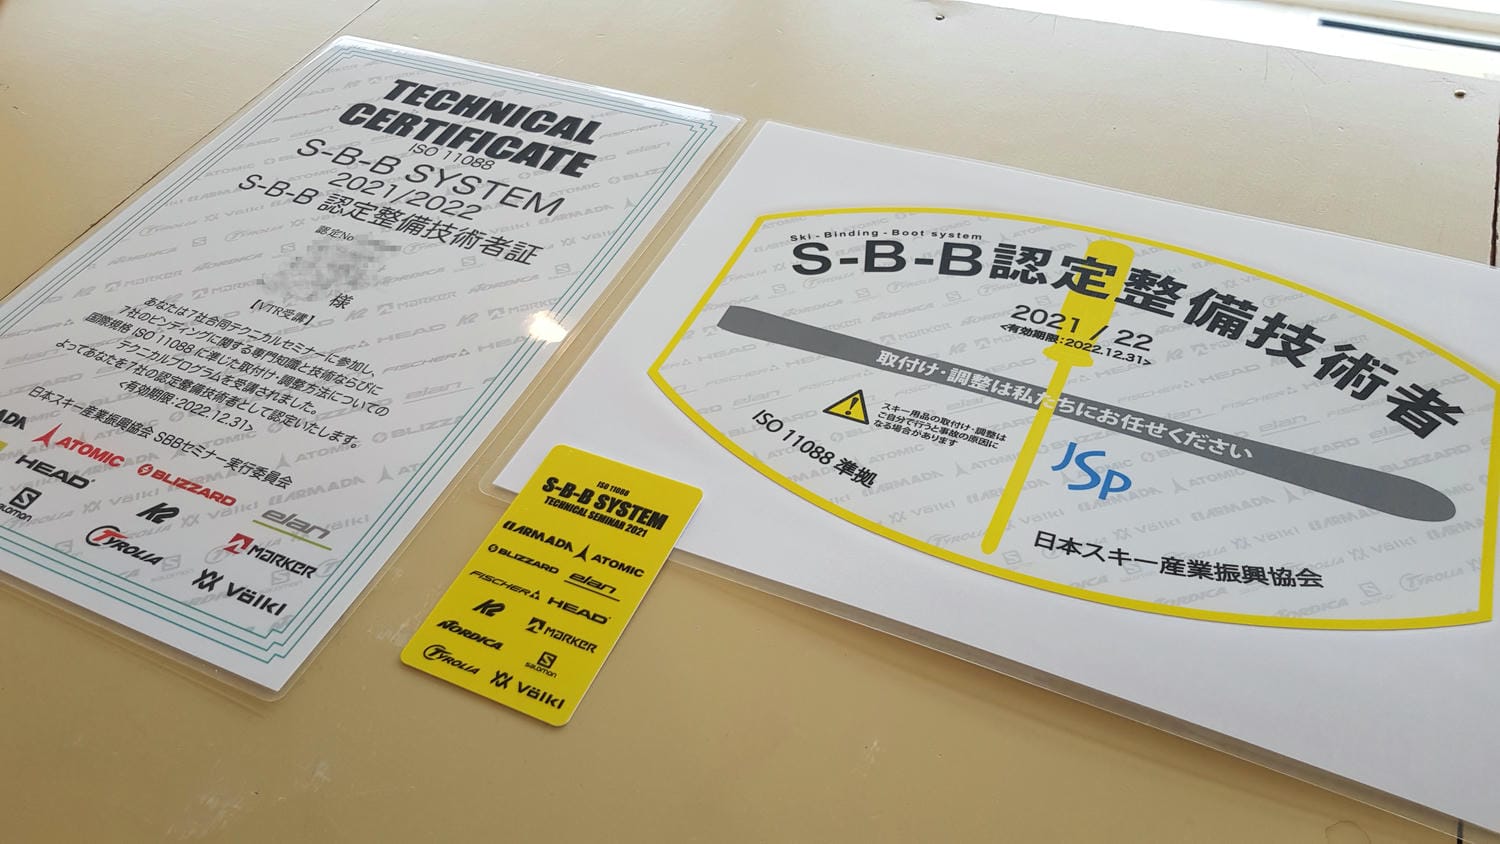 TECHNICAL
CERTIFICATE
ISO 11088
S-B-B SYSTEM
2021/2022
S-B-B 認定整備技術者証
認定No
様
【VTR受講】
あなたは7社合同テクニカルセミナーに参加し、
7社のビンディングに関する専門知識と技術ならびに
国際規格 ISO 11088 に準じた取付け・調整方法についての
テクニカルプログラムを受講されました。
よってあなたを7社の認定整備技術者として認定いたします。
<有効期限：2022.12.31>
日本スキー産業振興協会 SBBセミナー実行委員会
ATOMIC
BLIZZARD
elan
HEAD
K2
MARKER
salomon
TYROLIA
Völkl
ISO 11088
S-B-B SYSTEM
TECHNICAL SEMINAR 2021
ARMADA ATOMIC
BLIZZARD elan
FISCHER HEAD
K2 MARKER
NORDICA salomon
TYROLIA Völkl
Ski - Binding - Boot system
S-B-B認定整備技術者
2021 / 22
<有効期限：2022.12.31>
取付け・調整は私たちにお任せください
スキー用品の取付け・調整は
ご自分で行うと事故の原因に
なる場合があります
ISO 11088 準拠
JSP
日本スキー産業振興協会